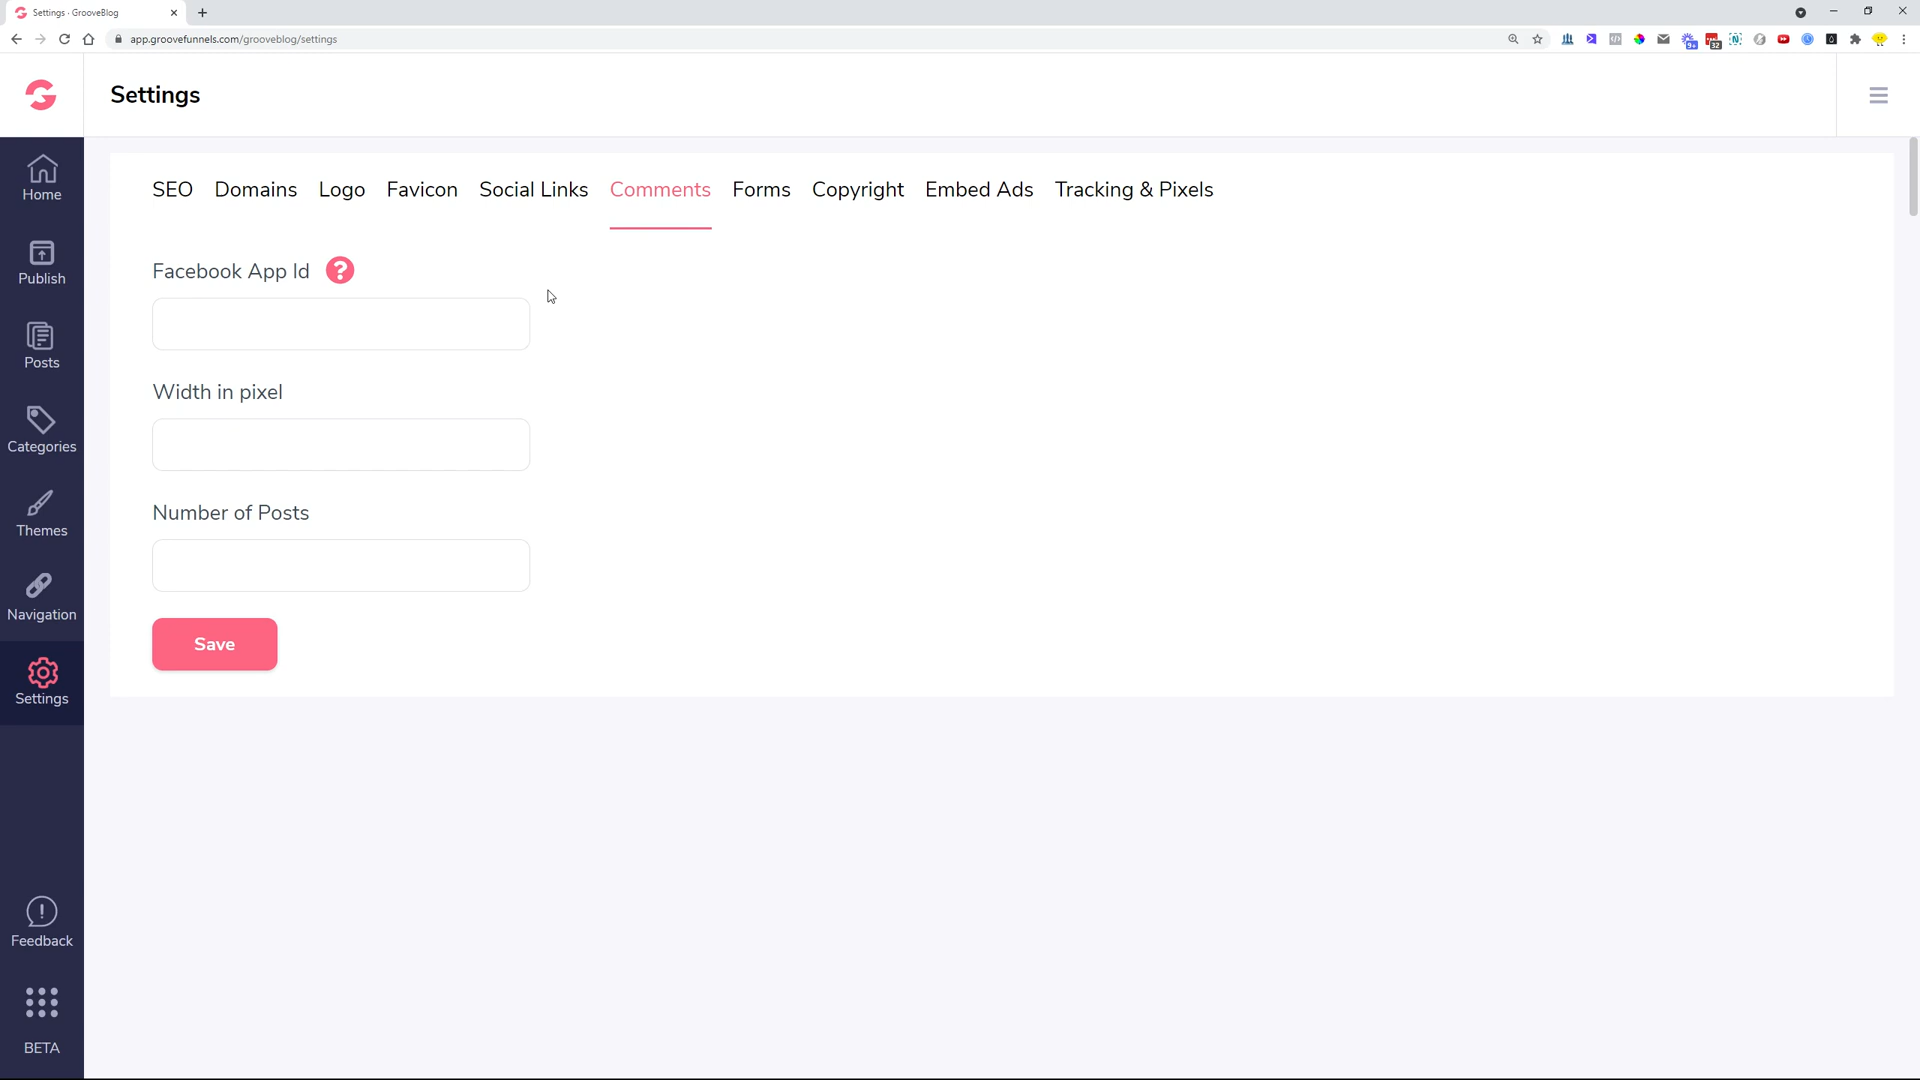 Settings - GrooveBlog
app.groovefunnels.com/grooveblog/settings
9+
32
Settings
Home
Publish
Posts
Categories
Themes
Navigation
Settings
Feedback
BETA
SEO Domains Logo Favicon Social Links Comments Forms Copyright Embed Ads Tracking & Pixels
Facebook App Id ?
Width in pixel
Number of Posts
Save